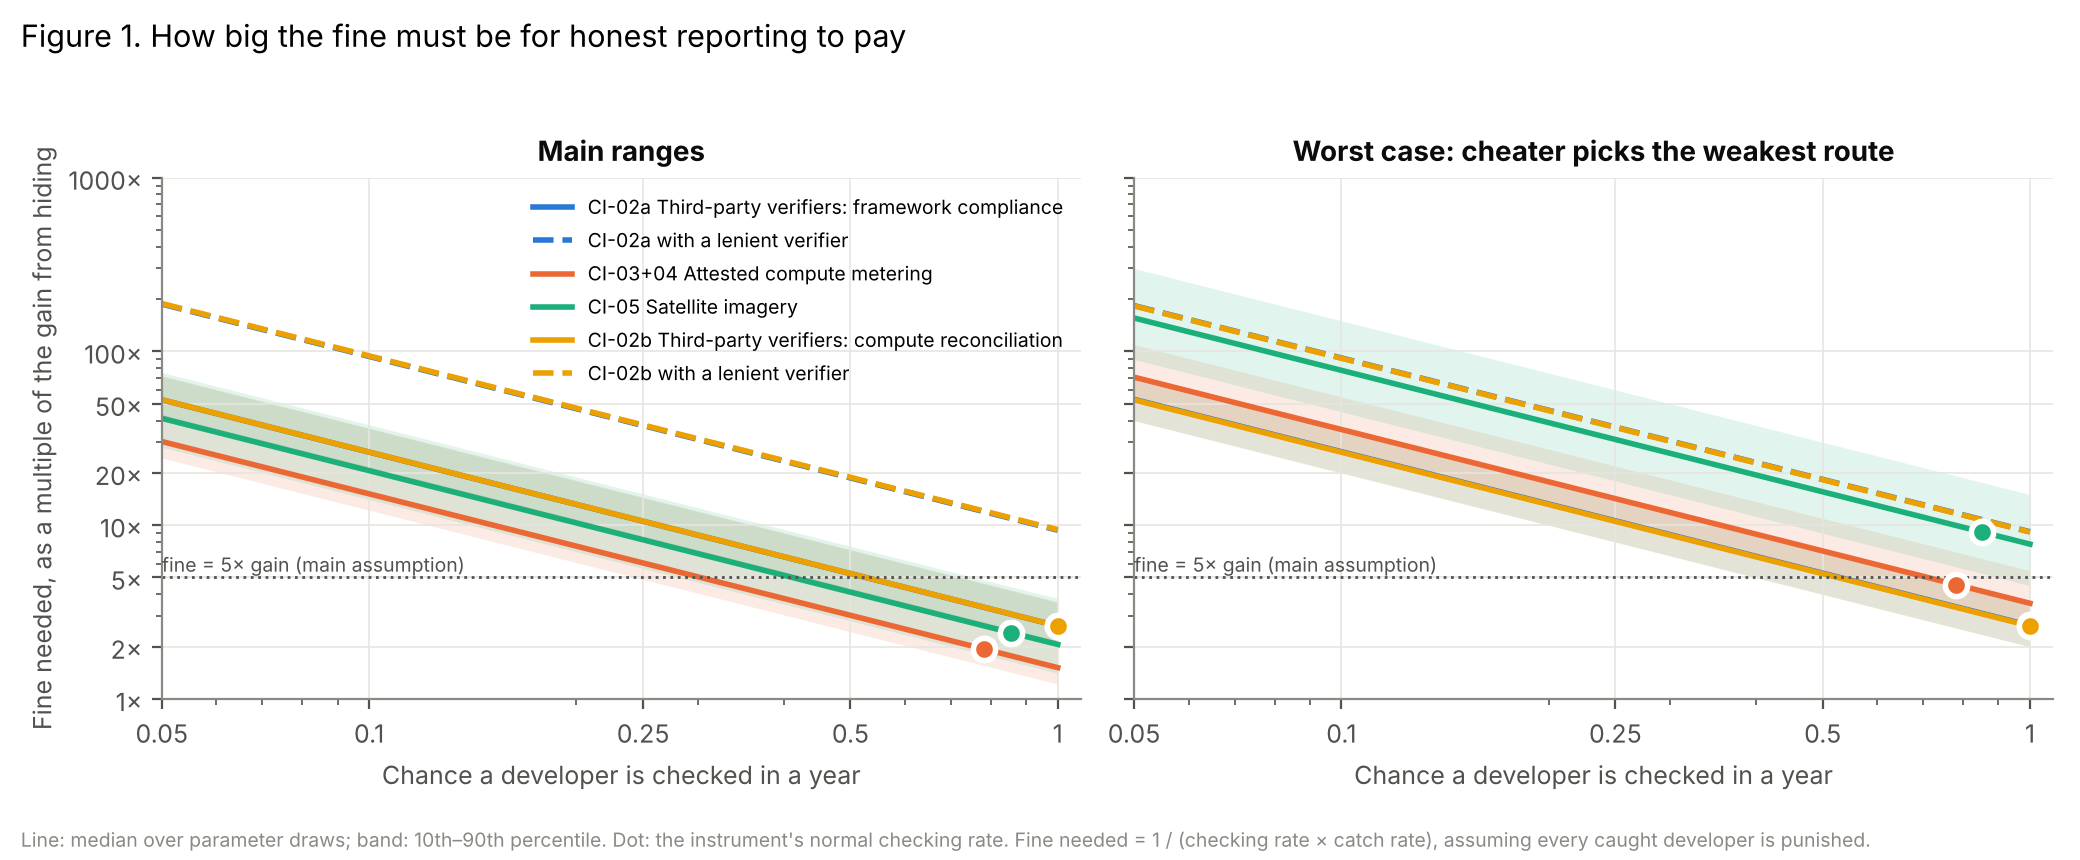 Figure 1. How big the fine must be for honest reporting to pay
Main ranges
Worst case: cheater picks the weakest route
Fine needed, as a multiple of the gain from hiding
1000×
100×
50×
20×
10×
5×
2×
1×
CI-02a Third-party verifiers: framework compliance
CI-02a with a lenient verifier
CI-03+04 Attested compute metering
CI-05 Satellite imagery
CI-02b Third-party verifiers: compute reconciliation
CI-02b with a lenient verifier
fine = 5× gain (main assumption)
fine = 5× gain (main assumption)
0.05 0.1 0.25 0.5 1
0.05 0.1 0.25 0.5 1
Chance a developer is checked in a year
Chance a developer is checked in a year
Line: median over parameter draws; band: 10th–90th percentile. Dot: the instrument's normal checking rate. Fine needed = 1 / (checking rate × catch rate), assuming every caught developer is punished.